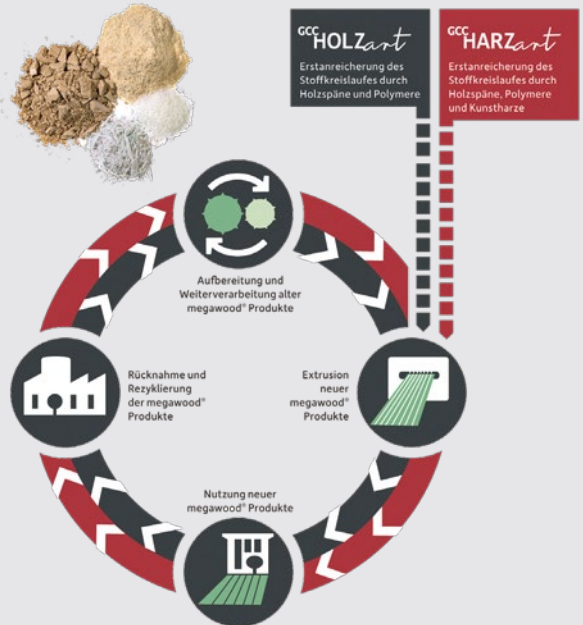 GCC HOLZart
Erstanreicherung des
Stoffkreislaufes durch
Holzspäne und Polymere
GCC HARZart
Erstanreicherung des
Stoffkreislaufes durch
Holzspäne, Polymere
und Kunstharze
Aufbereitung und
Weiterverarbeitung alter
megawood® Produkte
Rücknahme und
Rezyklierung
der megawood®
Produkte
Extrusion
neuer
megawood®
Produkte
Nutzung neuer
megawood® Produkte